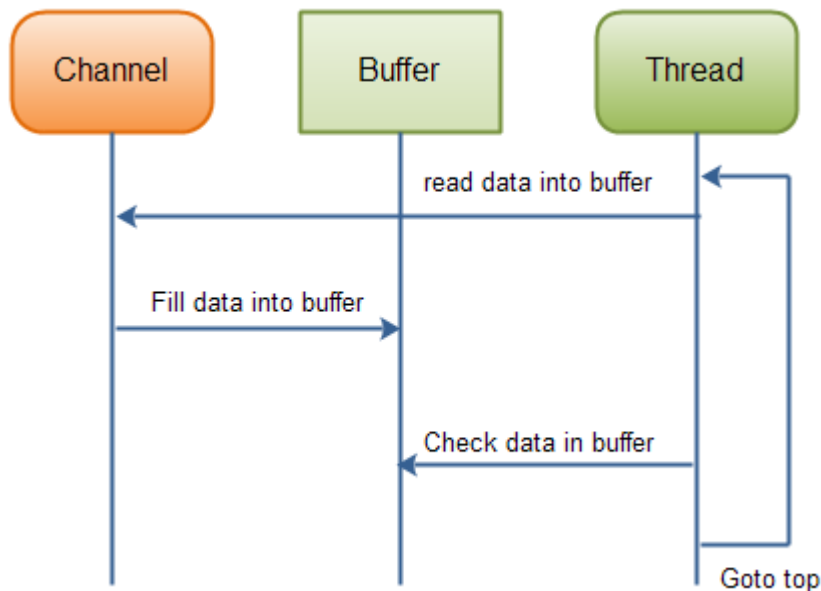 Channel
Buffer
Thread
read data into buffer
Fill data into buffer
Check data in buffer
Goto top